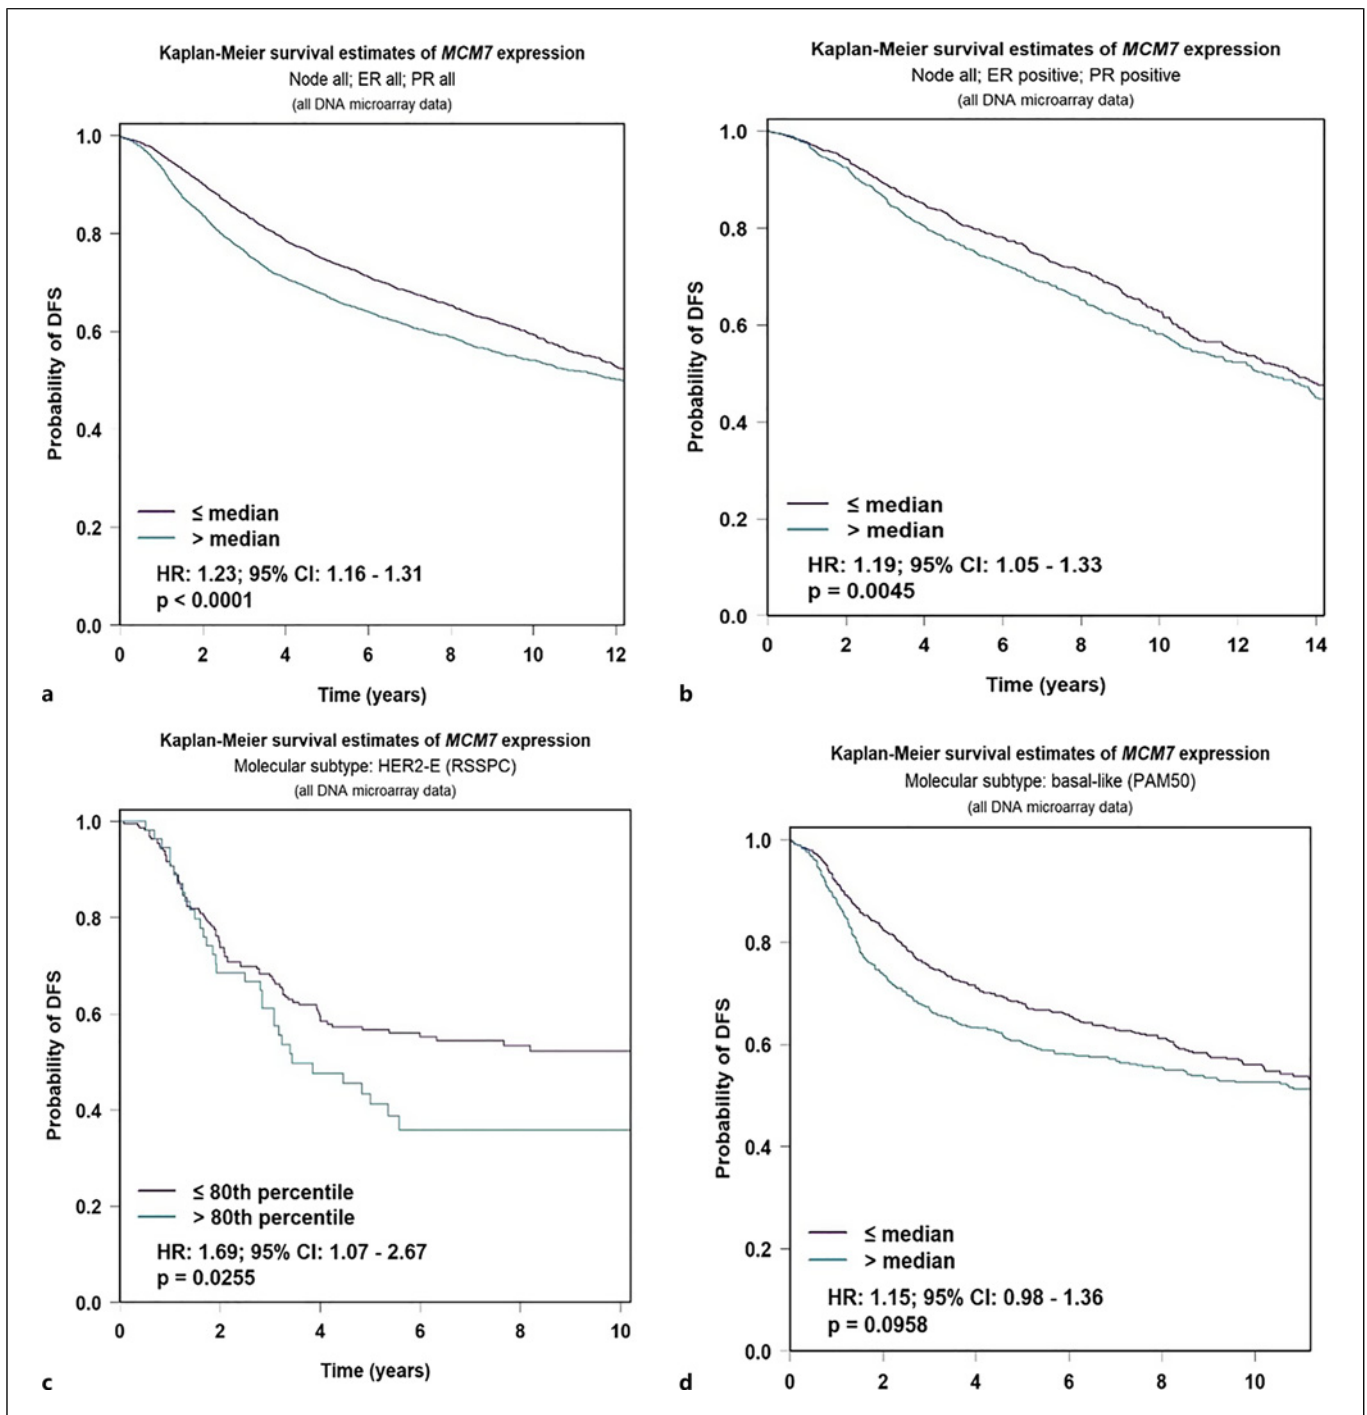 Kaplan-Meier survival estimates of MCM7 expression
Node all; ER all; PR all
(all DNA microarray data)
1.0
0.8
0.6
0.4
0.2
0.0
Probability of DFS
≤ median
> median
HR: 1.23; 95% CI: 1.16 - 1.31
p < 0.0001
0 2 4 6 8 10 12
Time (years)
a
Kaplan-Meier survival estimates of MCM7 expression
Node all; ER positive; PR positive
(all DNA microarray data)
1.0
0.8
0.6
0.4
0.2
0.0
Probability of DFS
≤ median
> median
HR: 1.19; 95% CI: 1.05 - 1.33
p = 0.0045
0 2 4 6 8 10 12 14
Time (years)
b
Kaplan-Meier survival estimates of MCM7 expression
Molecular subtype: HER2-E (RSSPC)
(all DNA microarray data)
1.0
0.8
0.6
0.4
0.2
0.0
Probability of DFS
≤ 80th percentile
> 80th percentile
HR: 1.69; 95% CI: 1.07 - 2.67
p = 0.0255
0 2 4 6 8 10
Time (years)
c
Kaplan-Meier survival estimates of MCM7 expression
Molecular subtype: basal-like (PAM50)
(all DNA microarray data)
1.0
0.8
0.6
0.4
0.2
0.0
Probability of DFS
≤ median
> median
HR: 1.15; 95% CI: 0.98 - 1.36
p = 0.0958
0 2 4 6 8 10
d